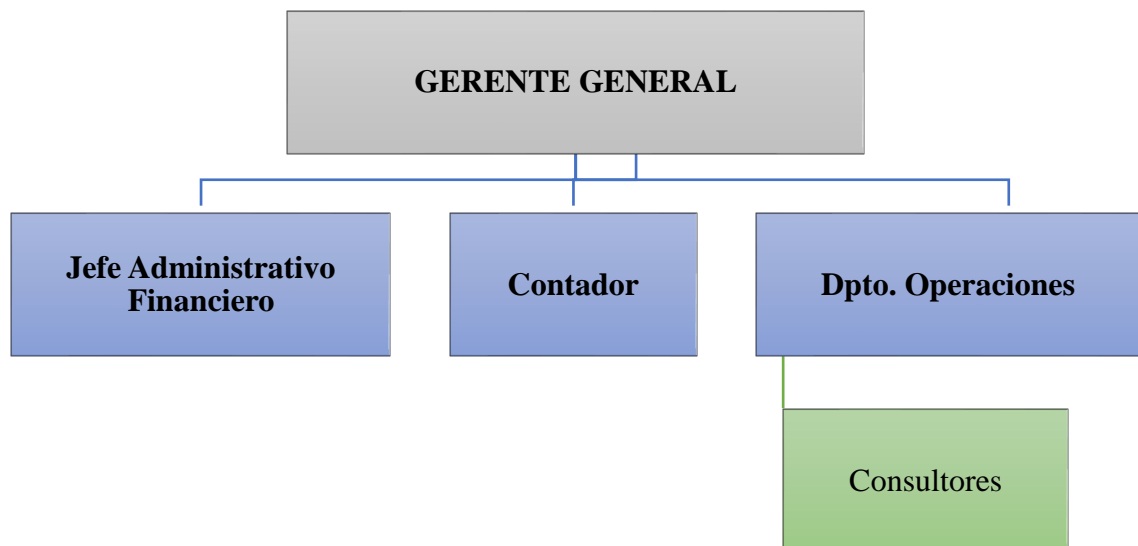 GERENTE GENERAL
Jefe Administrativo
Financiero
Contador
Dpto. Operaciones
Consultores